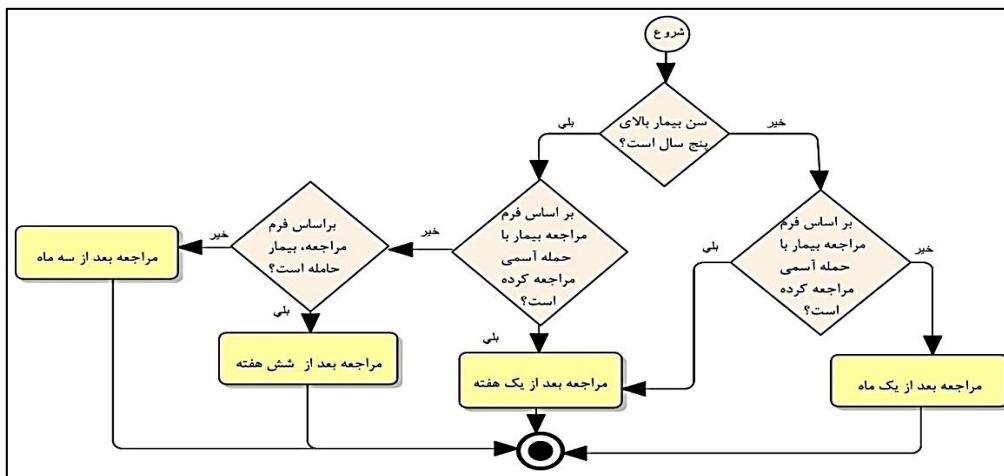 شروع
سن بیمار بالای
پنج سال است؟
بلی
خیر
بر اساس فرم
مراجعه بیمار با
حمله آسمی
مراجعه کرده
است؟
بلی
خیر
بر اساس فرم
مراجعه بیمار با
حمله آسمی
مراجعه کرده
است؟
خیر
بلی
براساس فرم
مراجعه، بیمار
حامله است؟
خیر
بلی
مراجعه بعد از سه ماه
مراجعه بعد از شش هفته
مراجعه بعد از یک هفته
مراجعه بعد از یک ماه